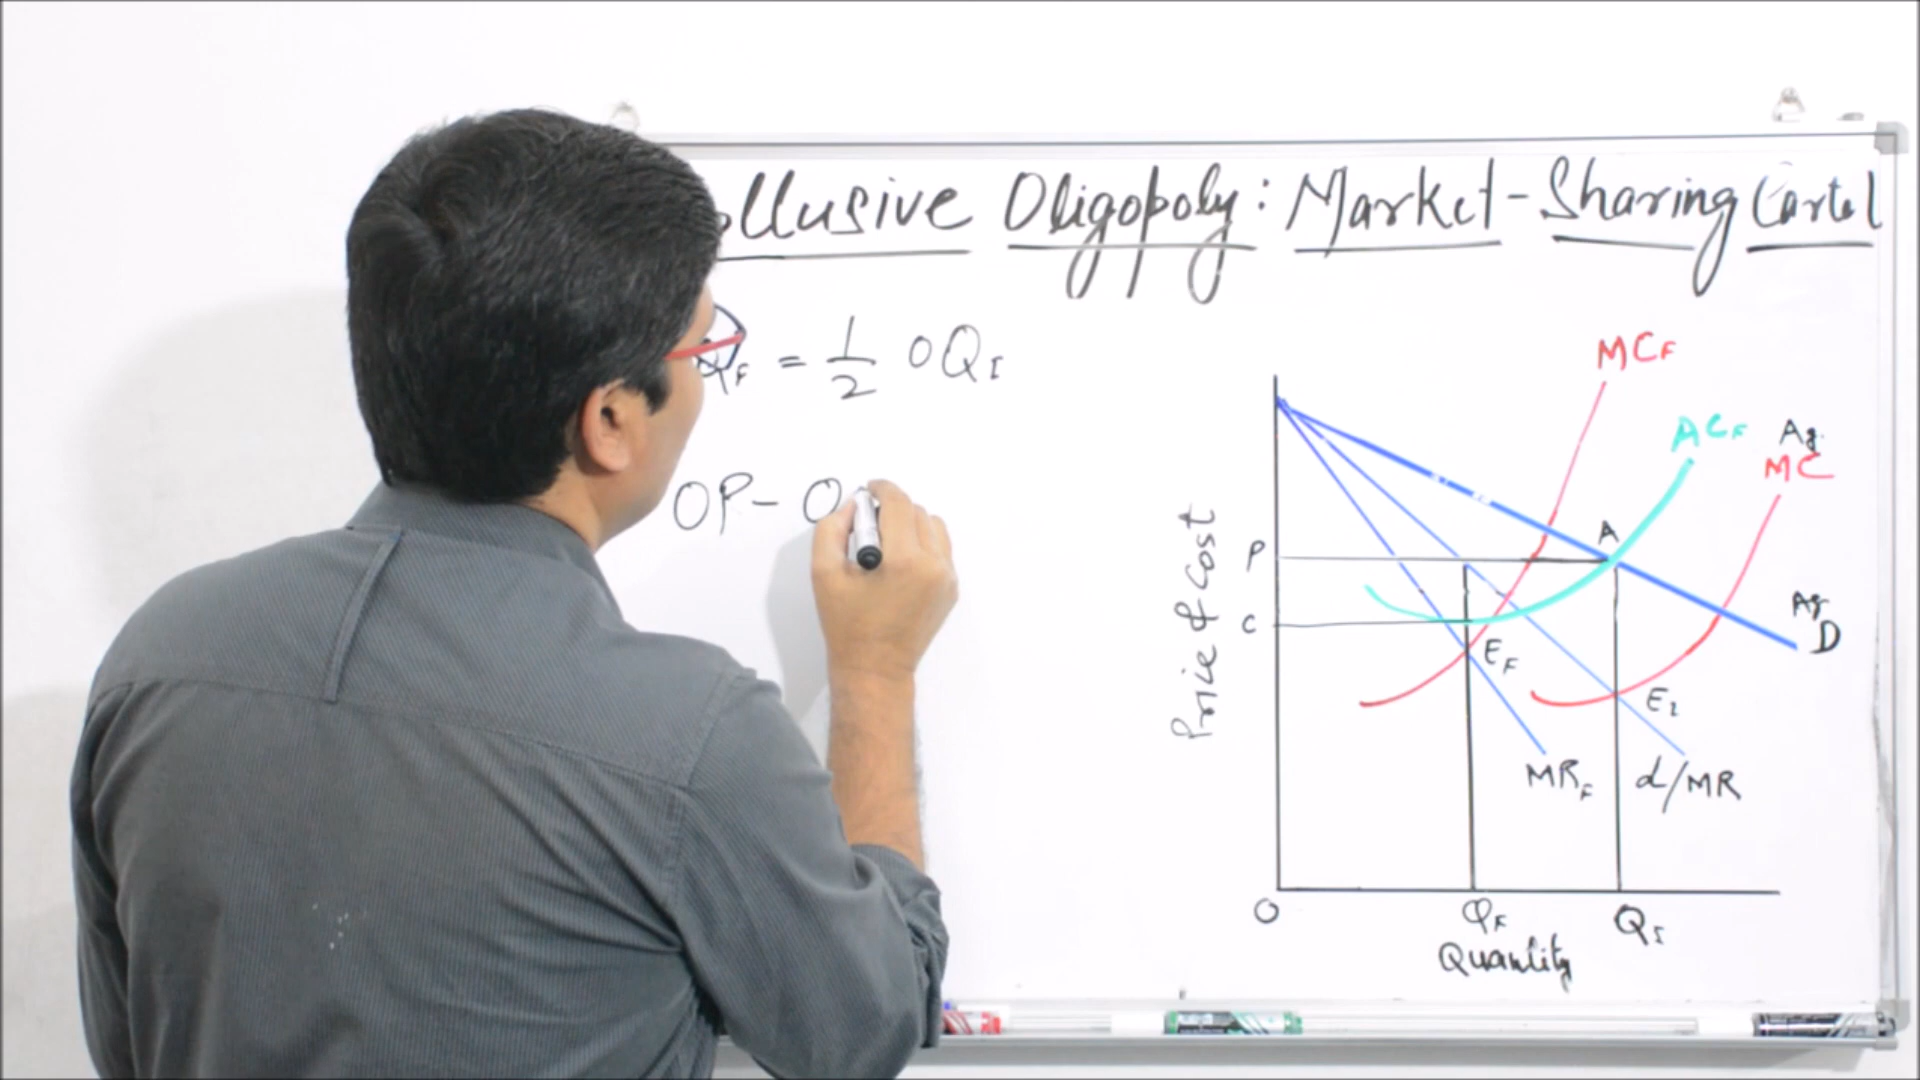 ollusive Oligopoly: Market-Sharing Cartel
QF = 1/2 OQI
OP - O
MCF
ACF
Ag.
MC
A
P
C
Price & Cost
EF
Ag.
D
EI
MRF
d/MR
O
QF
QI
Quantity